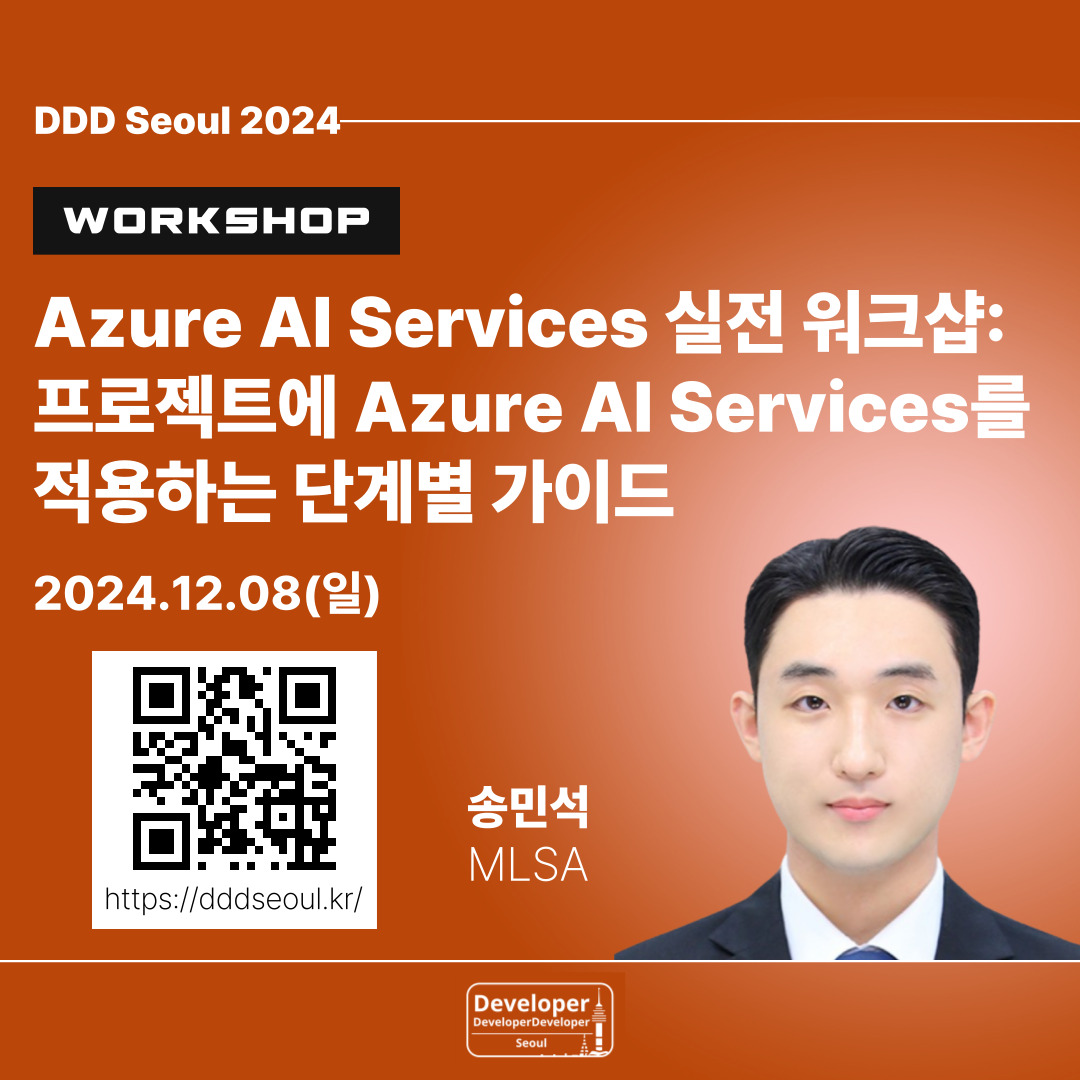 DDD Seoul 2024
WORKSHOP
Azure AI Services 실전 워크샵:
프로젝트에 Azure AI Services를
적용하는 단계별 가이드
2024.12.08(일)
https://dddseoul.kr/
송민석
MLSA
Developer
DeveloperDeveloper
Seoul